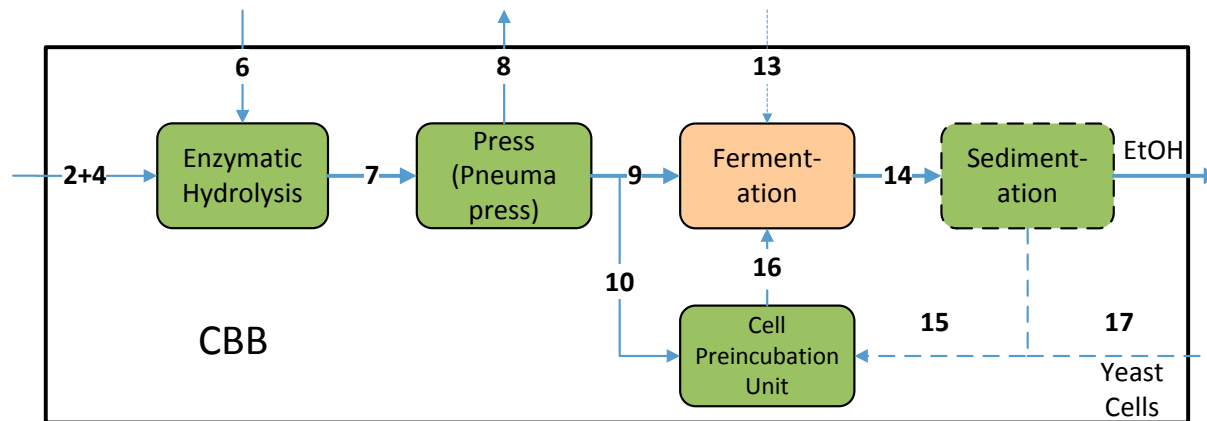 6
8
13
2+4
Enzymatic
Hydrolysis
7
Press
(Pneuma
press)
9
Ferment-
ation
14
Sediment-
ation
EtOH
10
16
CBB
Cell
Preincubation
Unit
15
17
Yeast
Cells